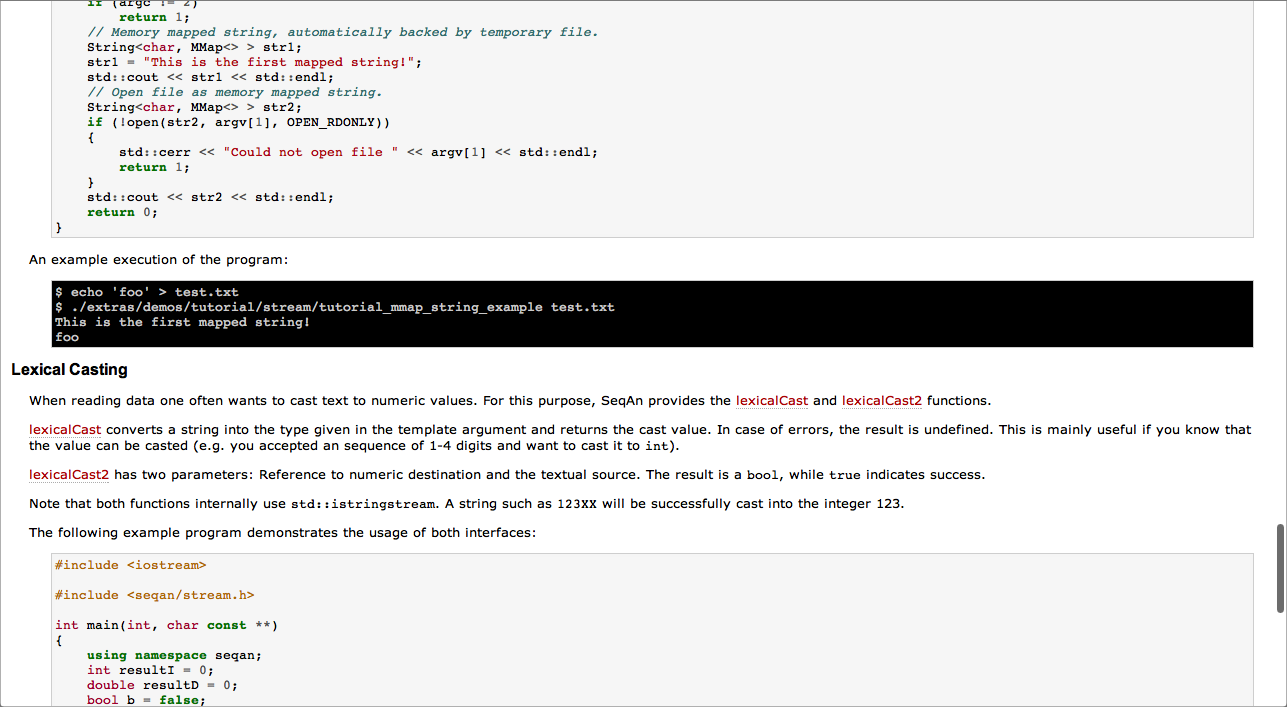 if (argc != 2)
return 1;
// Memory mapped string, automatically backed by temporary file.
String<char, MMap<> > str1;
str1 = "This is the first mapped string!";
std::cout << str1 << std::endl;
// Open file as memory mapped string.
String<char, MMap<> > str2;
if (!open(str2, argv[1], OPEN_RDONLY))
{
std::cerr << "Could not open file " << argv[1] << std::endl;
return 1;
}
std::cout << str2 << std::endl;
return 0;
}
An example execution of the program:
$ echo 'foo' > test.txt
$ ./extras/demos/tutorial/stream/tutorial_mmap_string_example test.txt
This is the first mapped string!
foo
Lexical Casting
When reading data one often wants to cast text to numeric values. For this purpose, SeqAn provides the lexicalCast and lexicalCast2 functions.
lexicalCast converts a string into the type given in the template argument and returns the cast value. In case of errors, the result is undefined. This is mainly useful if you know that
the value can be casted (e.g. you accepted an sequence of 1-4 digits and want to cast it to int).
lexicalCast2 has two parameters: Reference to numeric destination and the textual source. The result is a bool, while true indicates success.
Note that both functions internally use std::istringstream. A string such as 123XX will be successfully cast into the integer 123.
The following example program demonstrates the usage of both interfaces:
#include <iostream>
#include <seqan/stream.h>
int main(int, char const **)
{
using namespace seqan;
int resultI = 0;
double resultD = 0;
bool b = false;